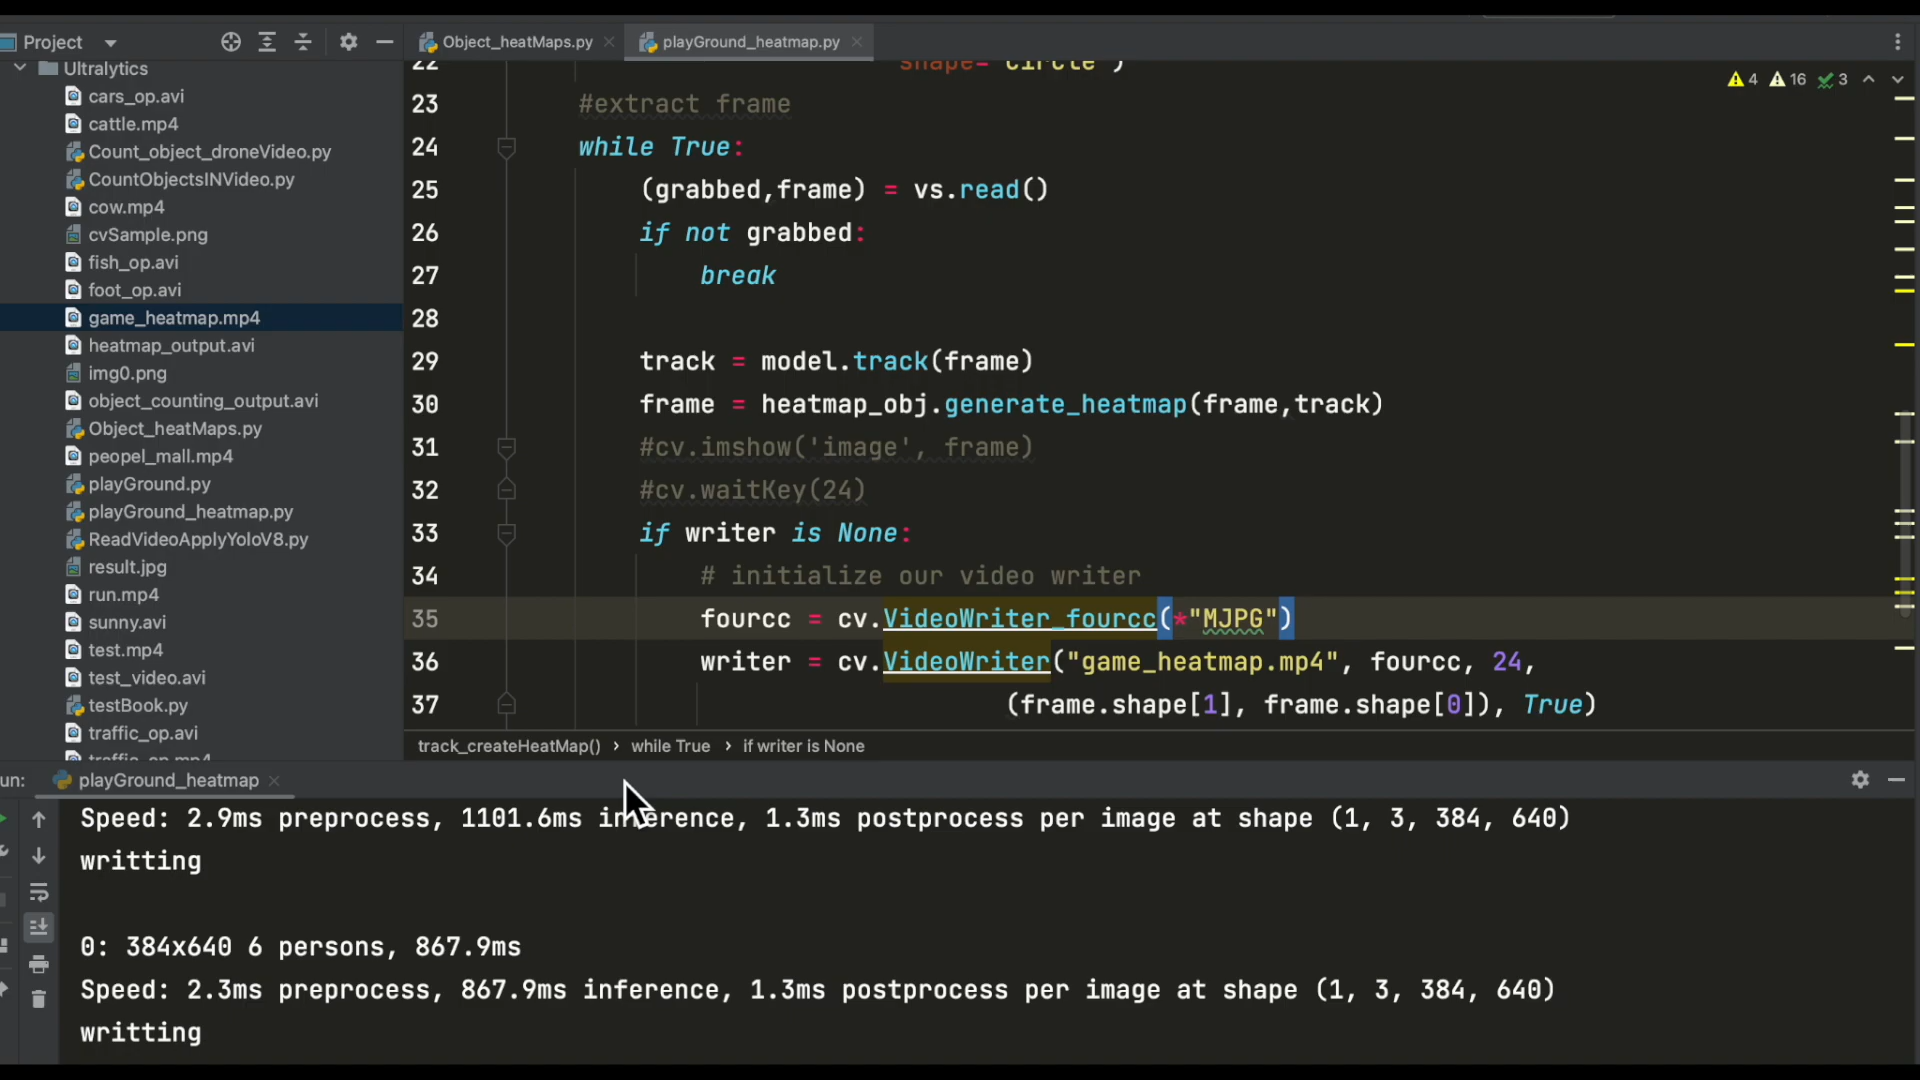 Project
Object_heatMaps.py
playGround_heatmap.py
Ultralytics
cars_op.avi
cattle.mp4
Count_object_droneVideo.py
CountObjectsINVideo.py
cow.mp4
cvSample.png
fish_op.avi
foot_op.avi
game_heatmap.mp4
heatmap_output.avi
img0.png
object_counting_output.avi
Object_heatMaps.py
peopel_mall.mp4
playGround.py
playGround_heatmap.py
ReadVideoApplyYoloV8.py
result.jpg
run.mp4
sunny.avi
test.mp4
test_video.avi
testBook.py
traffic_op.avi
traffic_op.mp4
4 16 3
22 shape="circle")
23 #extract frame
24 while True:
25 (grabbed,frame) = vs.read()
26 if not grabbed:
27 break
28
29 track = model.track(frame)
30 frame = heatmap_obj.generate_heatmap(frame,track)
31 #cv.imshow('image', frame)
32 #cv.waitKey(24)
33 if writer is None:
34 # initialize our video writer
35 fourcc = cv.VideoWriter_fourcc(*"MJPG")
36 writer = cv.VideoWriter("game_heatmap.mp4", fourcc, 24,
37 (frame.shape[1], frame.shape[0]), True)
track_createHeatMap() › while True › if writer is None
un: playGround_heatmap
Speed: 2.9ms preprocess, 1101.6ms inference, 1.3ms postprocess per image at shape (1, 3, 384, 640)
writting
0: 384x640 6 persons, 867.9ms
Speed: 2.3ms preprocess, 867.9ms inference, 1.3ms postprocess per image at shape (1, 3, 384, 640)
writting